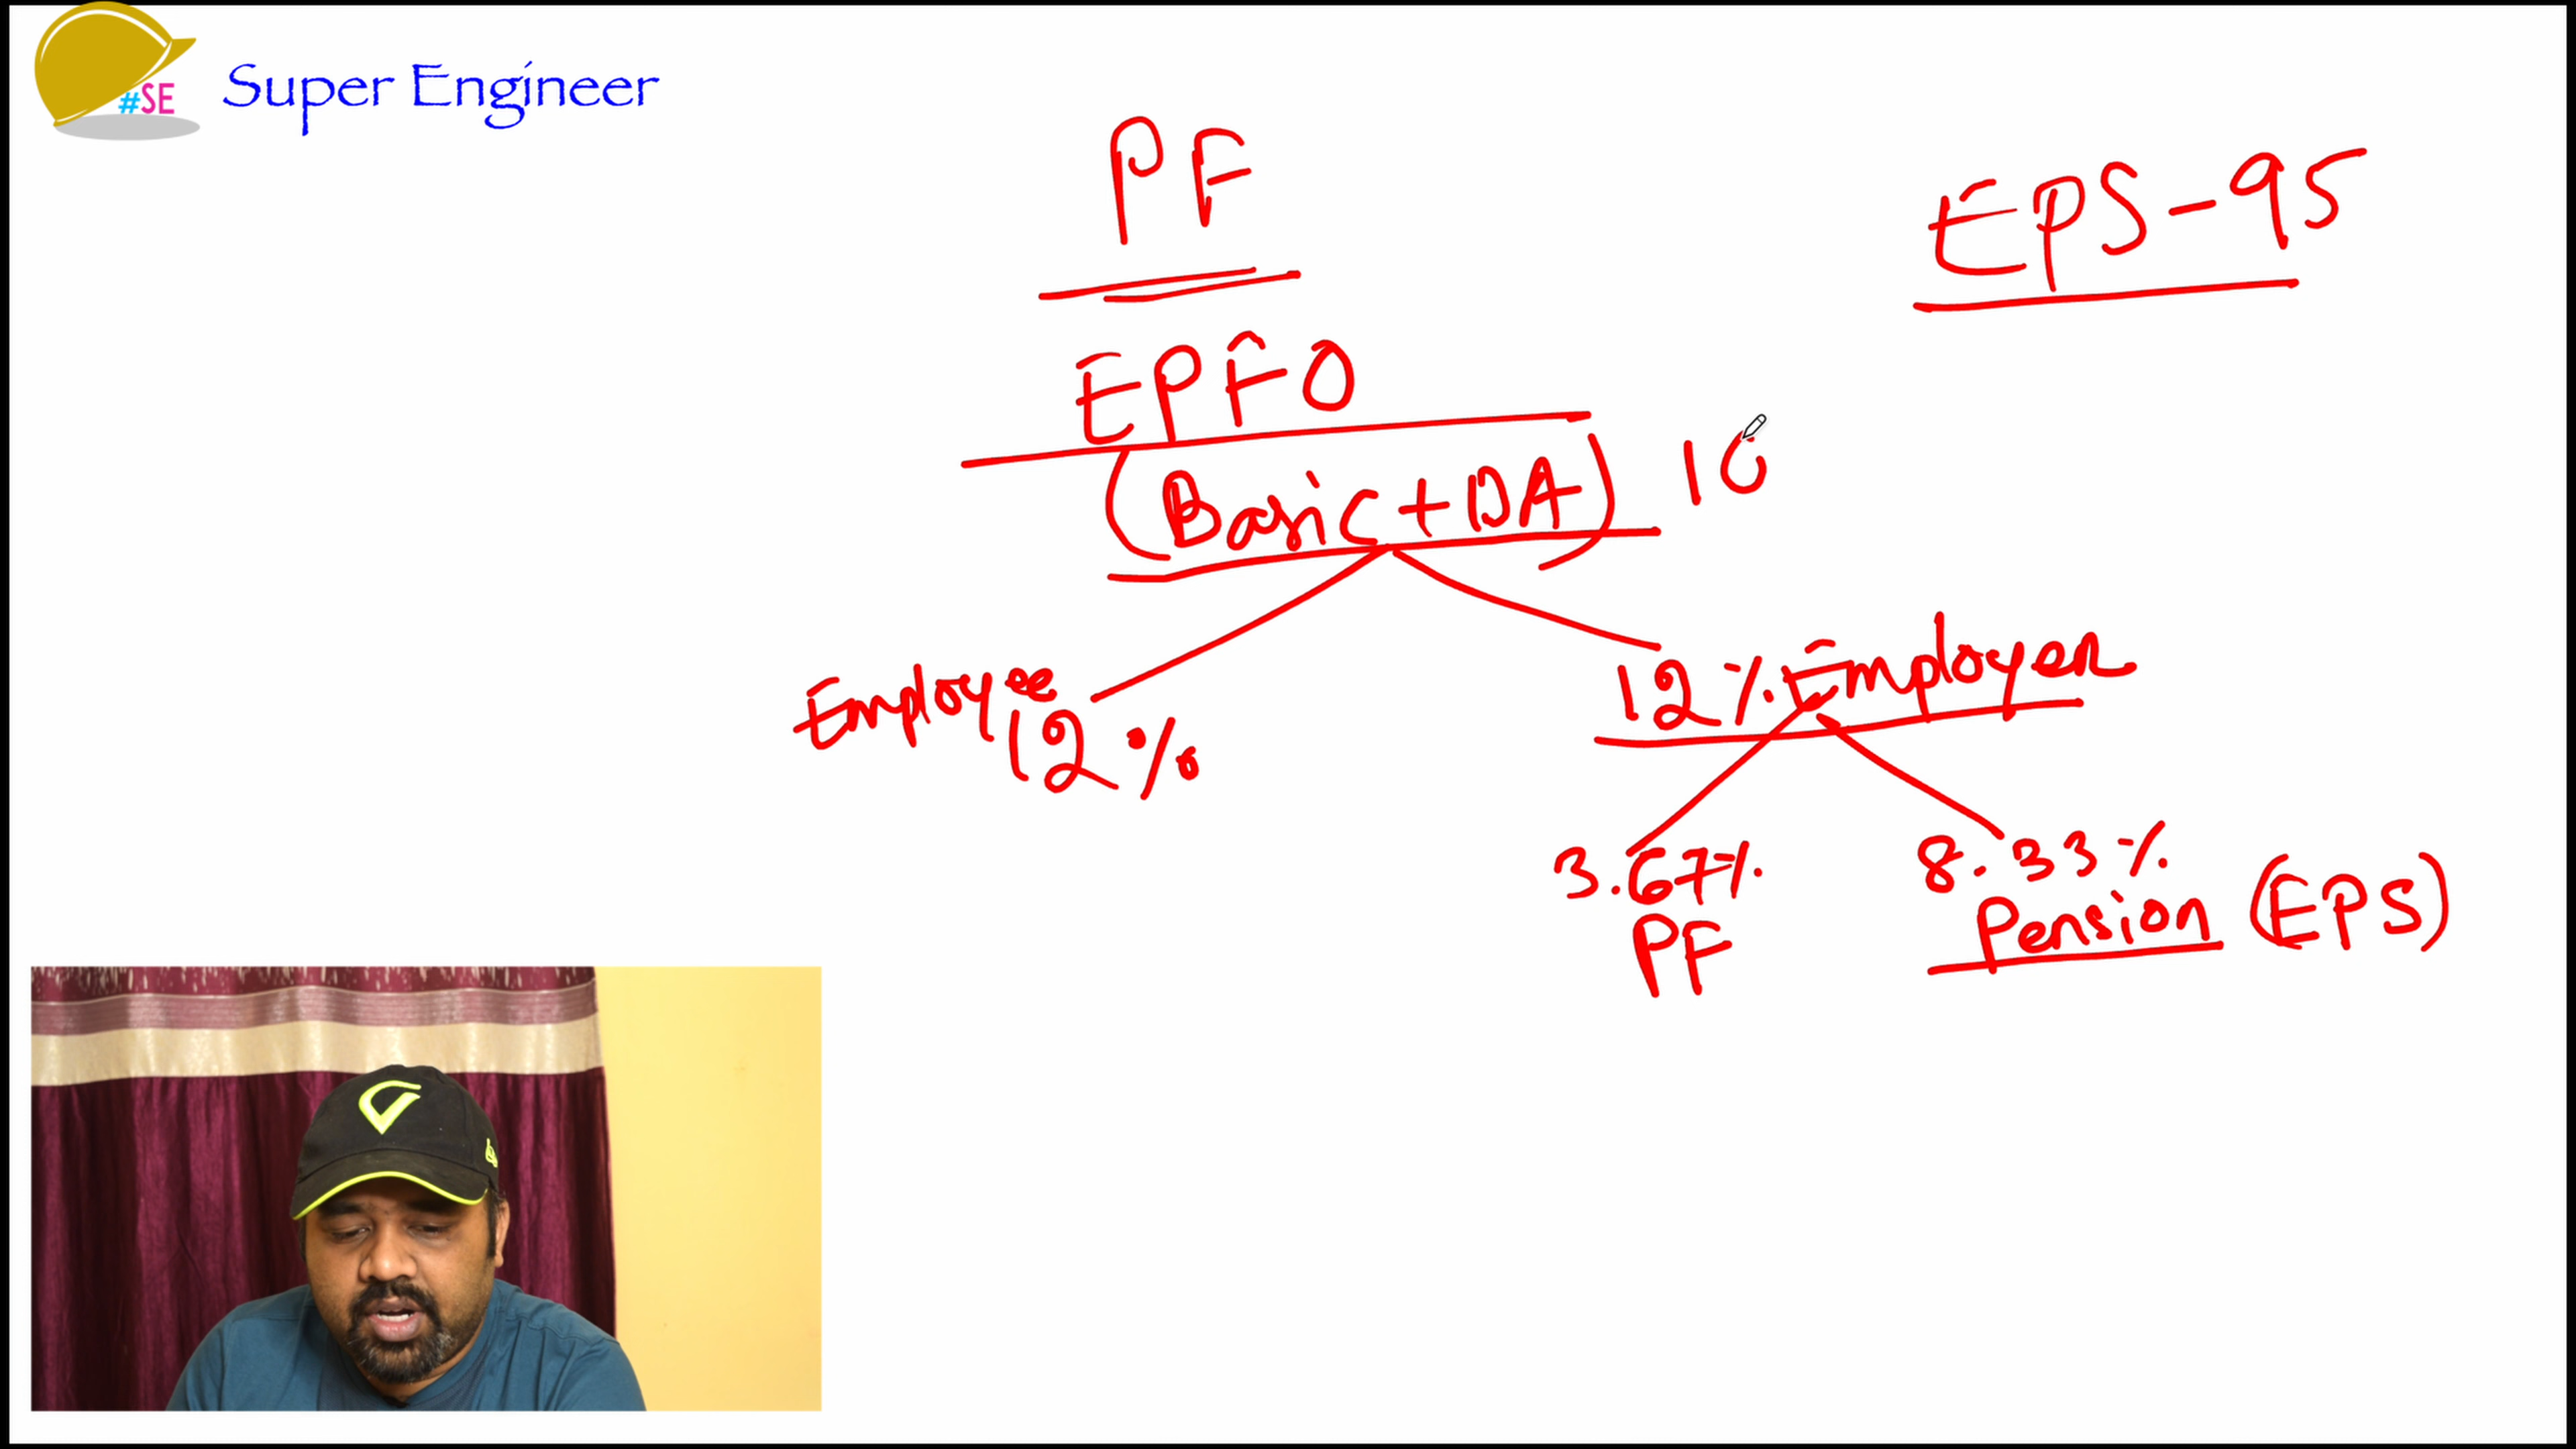 #SE
Super Engineer
PF
EPS-95
EPFO
(Basic+DA) 10
Employee
12%
12% Employer
3.67%
PF
8.33%
Pension (EPS)